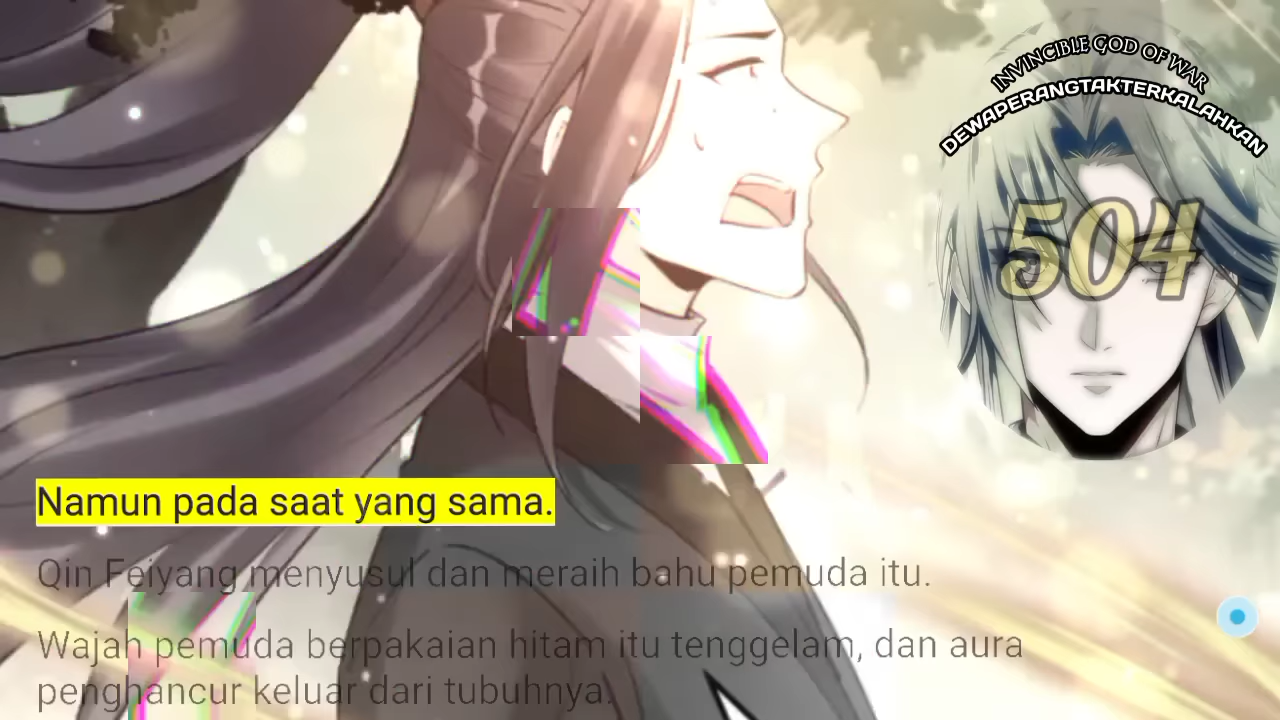 INVINCIBLE GOD OF WAR
DEWAPERANGTAKTERKALAHKAN
504
Namun pada saat yang sama.
Qin Feiyang menyusul dan meraih bahu pemuda itu.
Wajah pemuda berpakaian hitam itu tenggelam, dan aura
penghancur keluar dari tubuhnya.